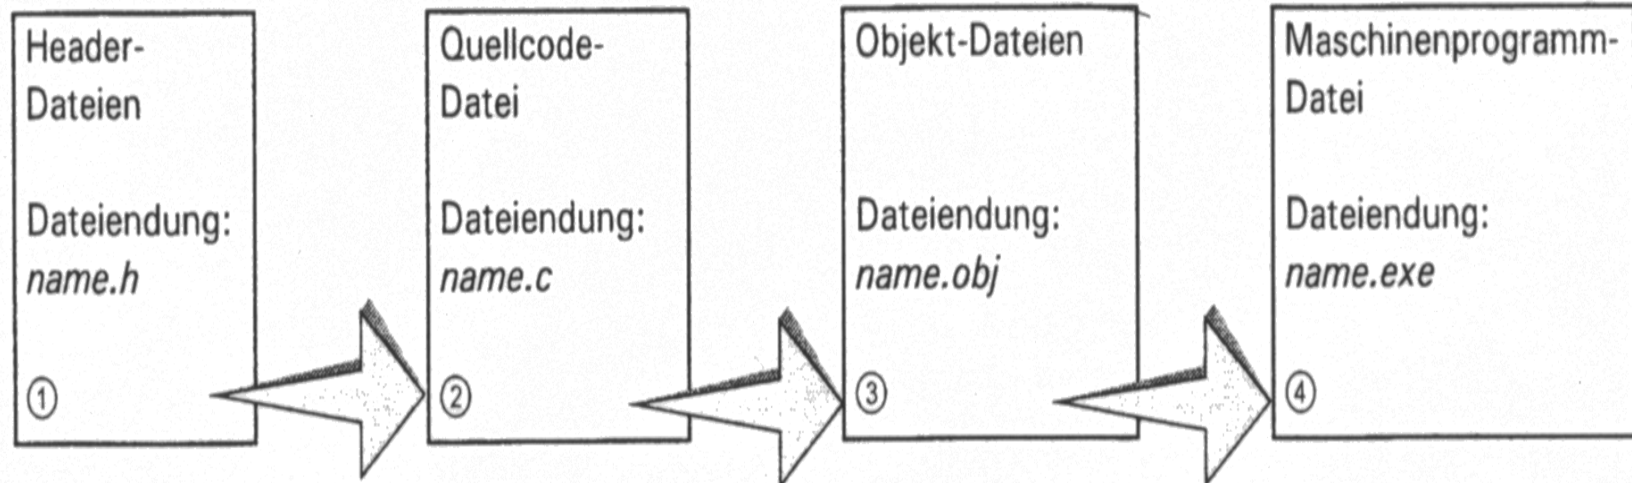 Header-
Dateien
Dateiendung:
name.h
1
Quellcode-
Datei
Dateiendung:
name.c
2
Objekt-Dateien
Dateiendung:
name.obj
3
Maschinenprogramm-
Datei
Dateiendung:
name.exe
4